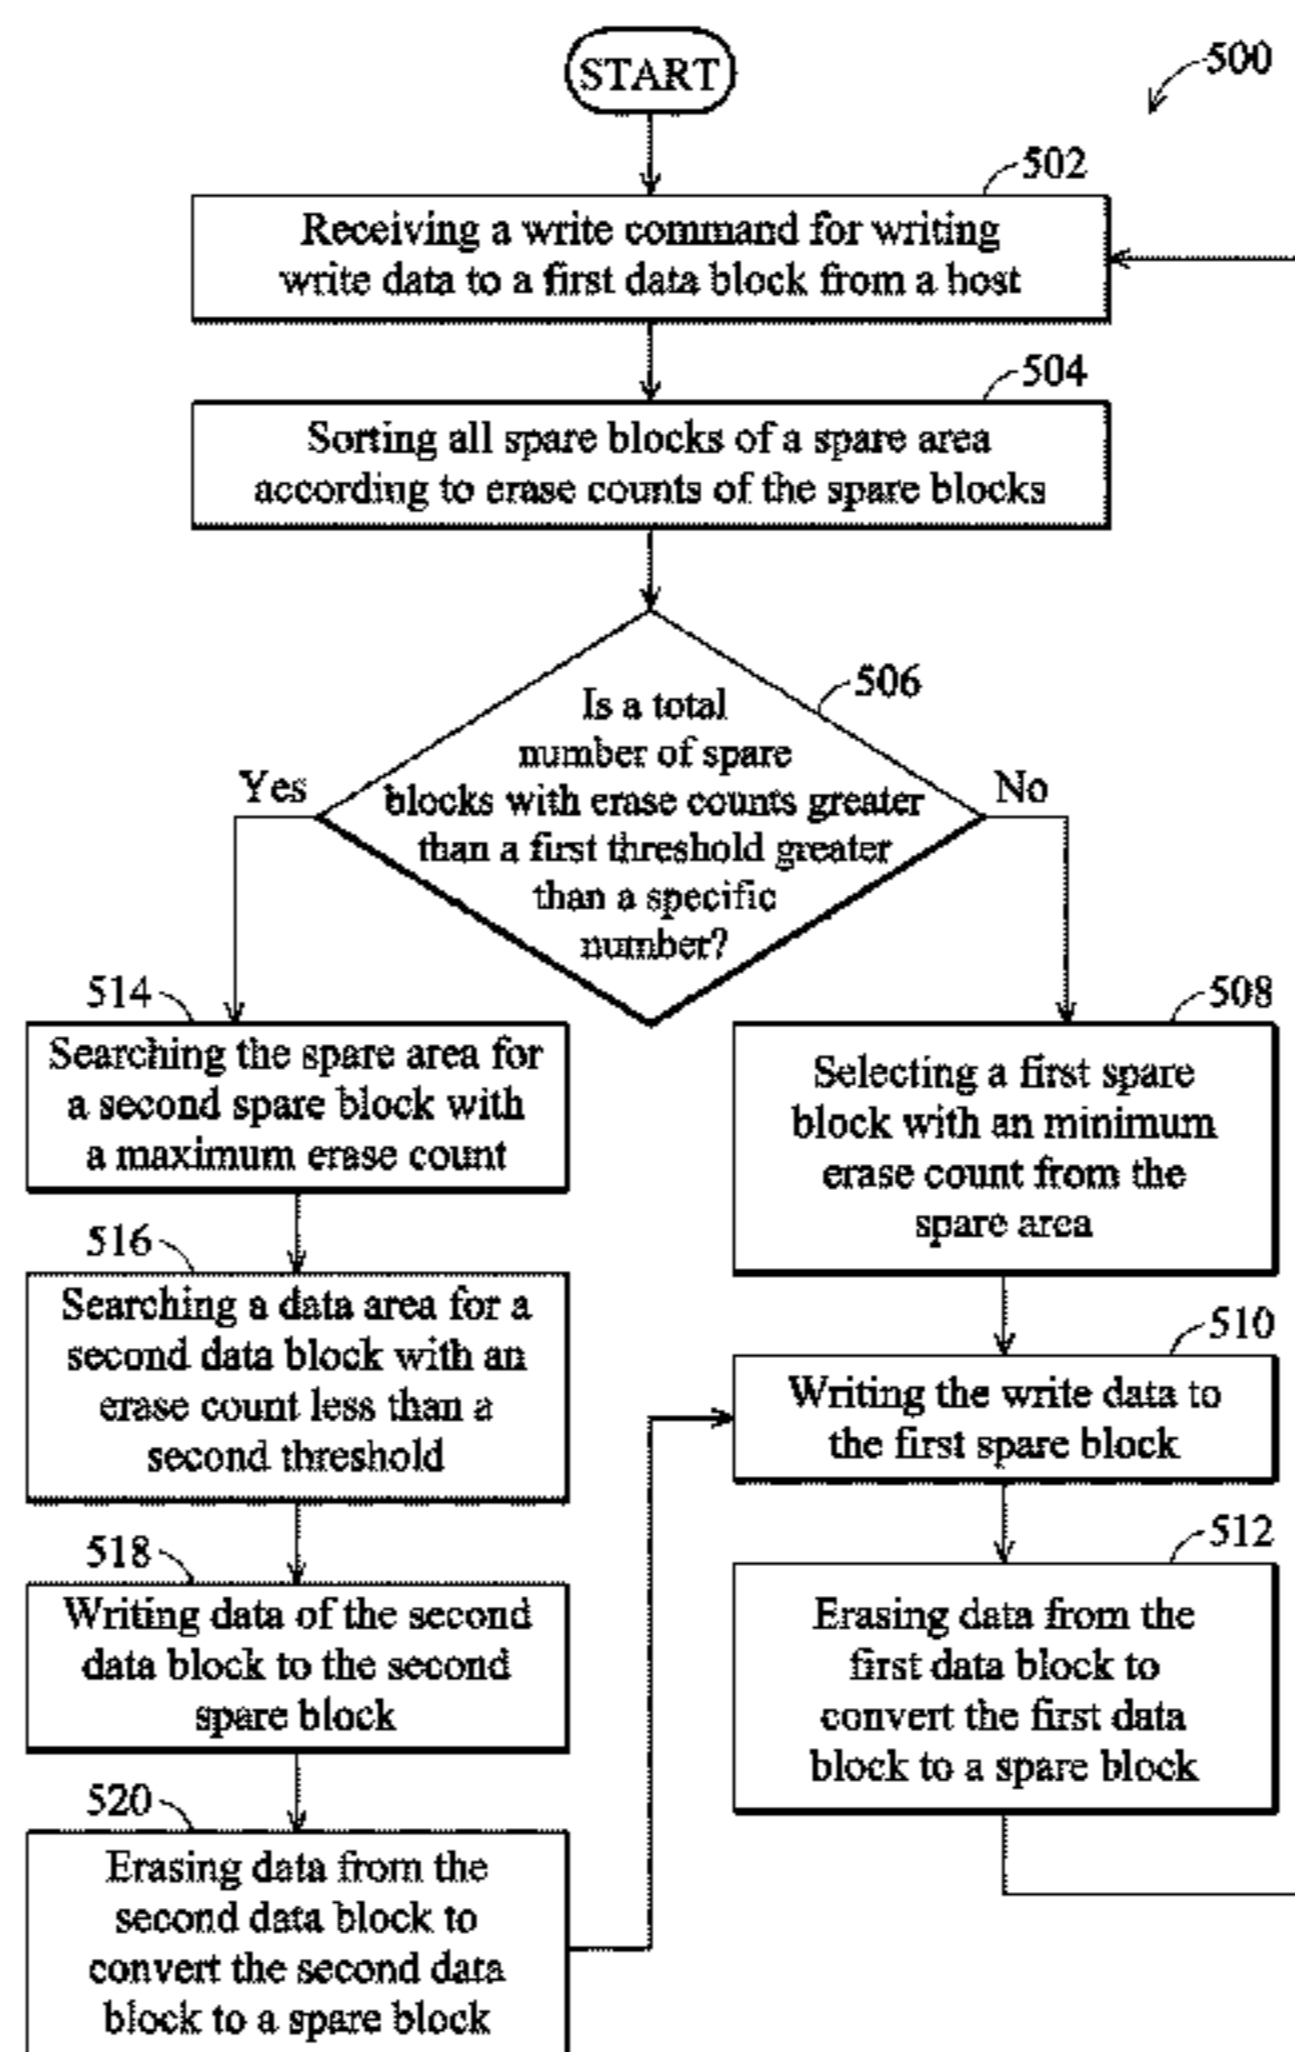 START
500
502
Receiving a write command for writing
write data to a first data block from a host
504
Sorting all spare blocks of a spare area
according to erase counts of the spare blocks
506
Is a total
number of spare
blocks with erase counts greater
than a first threshold greater
than a specific
number?
Yes
No
514
Searching the spare area for
a second spare block with
a maximum erase count
516
Searching a data area for a
second data block with an
erase count less than a
second threshold
518
Writing data of the second
data block to the second
spare block
520
Erasing data from the
second data block to
convert the second data
block to a spare block
508
Selecting a first spare
block with an minimum
erase count from the
spare area
510
Writing the write data to
the first spare block
512
Erasing data from the
first data block to
convert the first data
block to a spare block